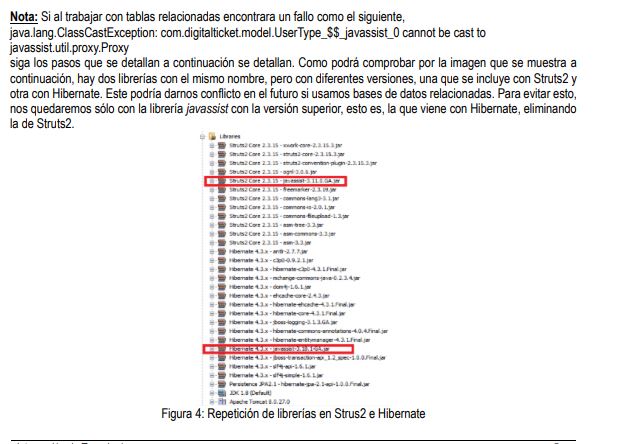 Nota: Si al trabajar con tablas relacionadas encontrara un fallo como el siguiente,
java.lang.ClassCastException: com.digitalticket.model.UserType_$$_javassist_0 cannot be cast to
javassist.util.proxy.Proxy
siga los pasos que se detallan a continuación se detallan. Como podrá comprobar por la imagen que se muestra a
continuación, hay dos librerías con el mismo nombre, pero con diferentes versiones, una que se incluye con Struts2 y
otra con Hibernate. Este podría darnos conflicto en el futuro si usamos bases de datos relacionadas. Para evitar esto,
nos quedaremos sólo con la librería javassist con la versión superior, esto es, la que viene con Hibernate, eliminando
la de Struts2.
Libraries
Struts2 Core 2.3.15 - xwork-core-2.3.15.3.jar
Struts2 Core 2.3.15 - struts2-core-2.3.15.3.jar
Struts2 Core 2.3.15 - struts2-convention-plugin-2.3.15.3.jar
Struts2 Core 2.3.15 - ognl-3.0.6.jar
Struts2 Core 2.3.15 - javassist-3.11.0.GA.jar
Struts2 Core 2.3.15 - freemarker-2.3.19.jar
Struts2 Core 2.3.15 - commons-lang3-3.1.jar
Struts2 Core 2.3.15 - commons-io-2.0.1.jar
Struts2 Core 2.3.15 - commons-fileupload-1.3.jar
Struts2 Core 2.3.15 - asm-tree-3.3.jar
Struts2 Core 2.3.15 - asm-commons-3.3.jar
Struts2 Core 2.3.15 - asm-3.3.jar
Hibernate 4.3.x - antlr-2.7.7.jar
Hibernate 4.3.x - c3p0-0.9.2.1.jar
Hibernate 4.3.x - hibernate-c3p0-4.3.1.Final.jar
Hibernate 4.3.x - mchange-commons-java-0.2.3.4.jar
Hibernate 4.3.x - dom4j-1.6.1.jar
Hibernate 4.3.x - ehcache-core-2.4.3.jar
Hibernate 4.3.x - hibernate-ehcache-4.3.1.Final.jar
Hibernate 4.3.x - hibernate-core-4.3.1.Final.jar
Hibernate 4.3.x - jboss-logging-3.1.3.GA.jar
Hibernate 4.3.x - hibernate-commons-annotations-4.0.4.Final.jar
Hibernate 4.3.x - hibernate-entitymanager-4.3.1.Final.jar
Hibernate 4.3.x - javassist-3.18.1-GA.jar
Hibernate 4.3.x - jboss-transaction-api_1.2_spec-1.0.0.Final.jar
Hibernate 4.3.x - slf4j-api-1.6.1.jar
Hibernate 4.3.x - slf4j-simple-1.6.1.jar
Persistence JPA2.1 - hibernate-jpa-2.1-api-1.0.0.Final.jar
JDK 1.8 (Default)
Apache Tomcat 8.0.27.0
Figura 4: Repetición de librerías en Strus2 e Hibernate